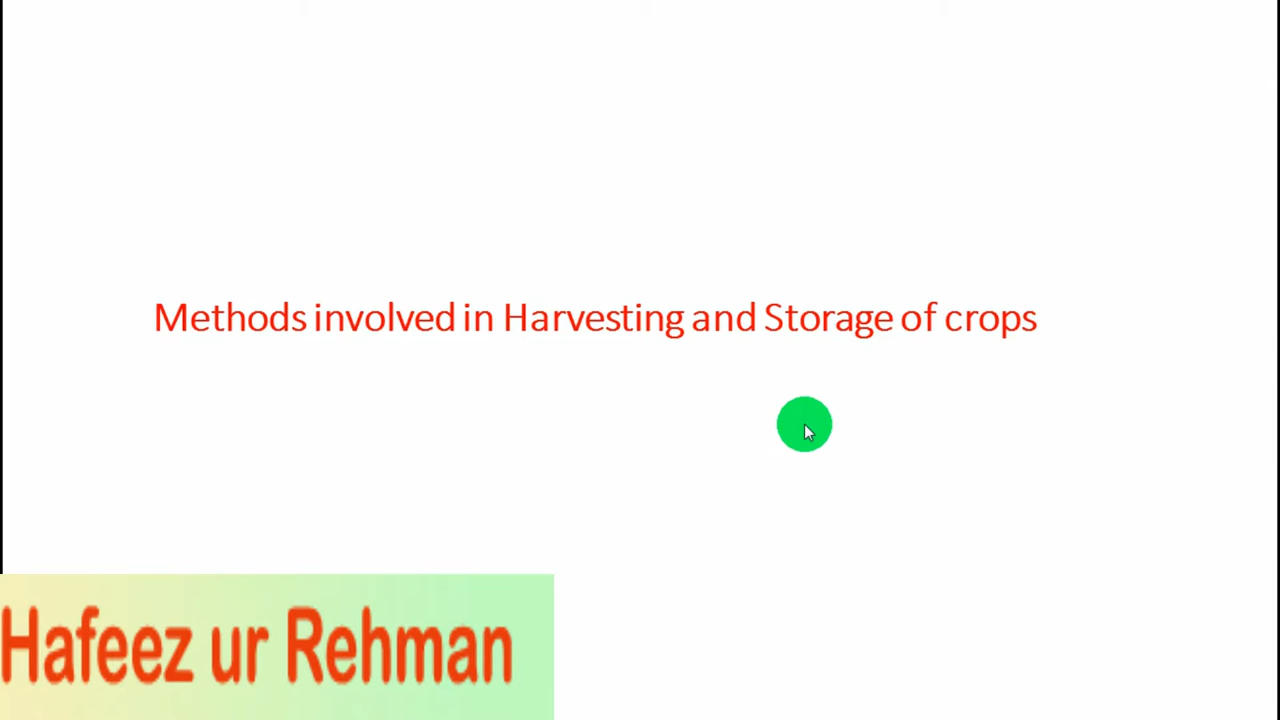 Methods involved in Harvesting and Storage of crops
Hafeez ur Rehman